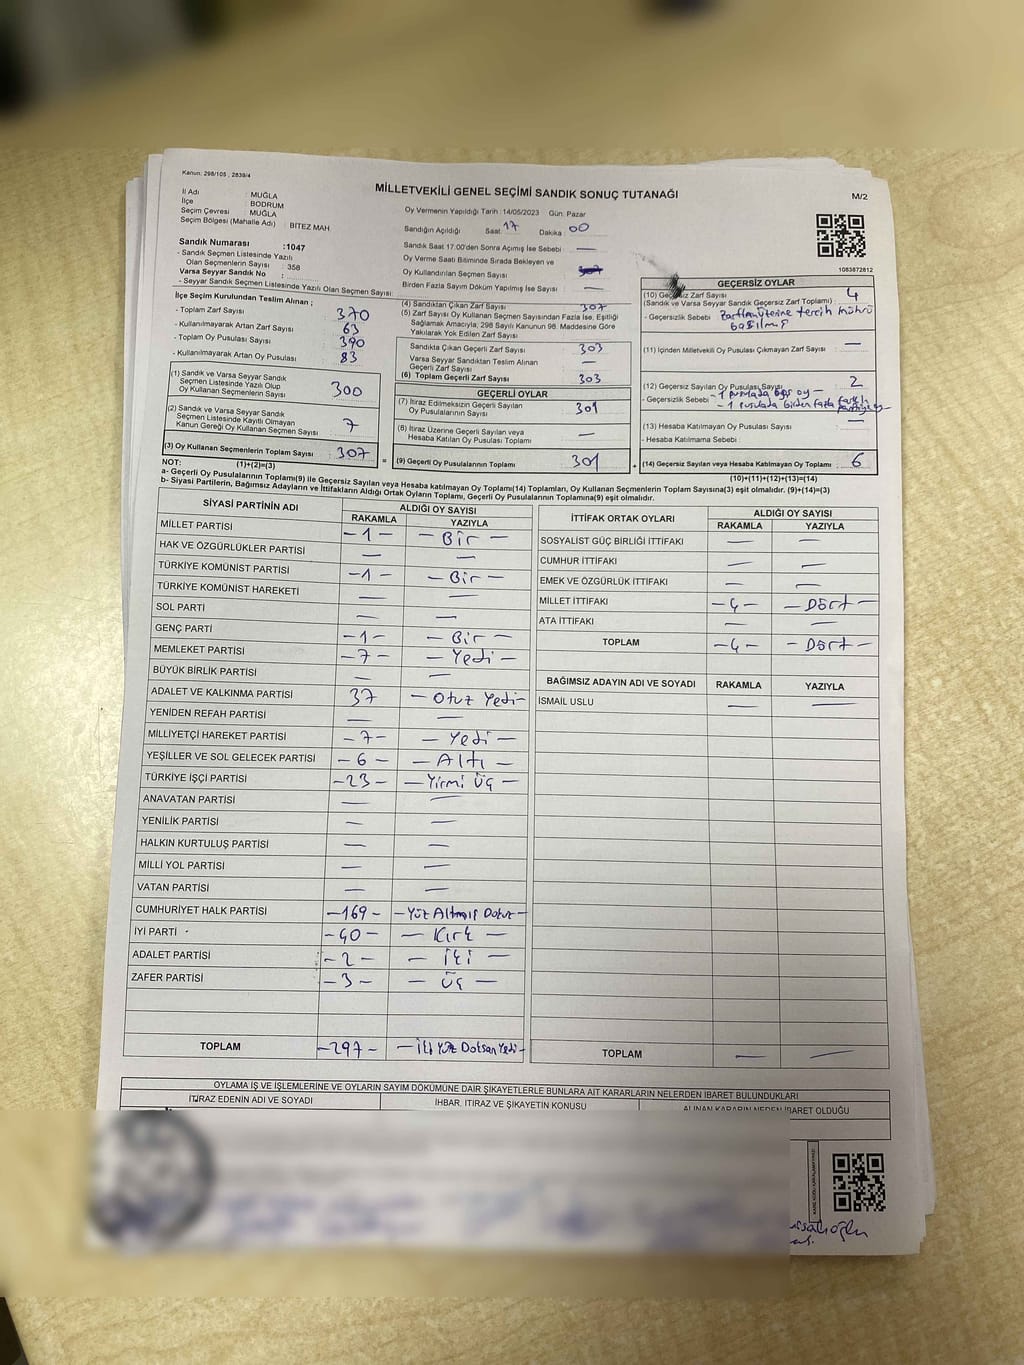 Kanun: 298/105 , 2839/4
MİLLETVEKİLİ GENEL SEÇİMİ SANDIK SONUÇ TUTANAĞI
M/2
İl Adı : MUĞLA
İlçe : BODRUM
Seçim Çevresi : MUĞLA
Seçim Bölgesi (Mahalle Adı) : BİTEZ MAH.
Sandık Numarası :1047
- Sandık Seçmen Listesinde Yazılı
Olan Seçmenlerin Sayısı : 358
Varsa Seyyar Sandık No :
- Seyyar Sandık Seçmen Listesinde Yazılı Olan Seçmen Sayısı:
Oy Vermenin Yapıldığı Tarih : 14/05/2023 Gün: Pazar
Sandığın Açıldığı Saat 17 Dakika 00
Sandık Saat 17.00'den Sonra Açımış İse Sebebi —
Oy Verme Saati Bitiminde Sırada Bekleyen ve
Oy Kullandırılan Seçmen Sayısı
Birden Fazla Sayım Döküm Yapılmış İse Sayısı : —
1083872812
İlçe Seçim Kurulundan Teslim Alınan ;
- Toplam Zarf Sayısı : 370
- Kullanılmayarak Artan Zarf Sayısı : 63
- Toplam Oy Pusulası Sayısı : 390
- Kullanılmayarak Artan Oy Pusulası : 83
(1) Sandık ve Varsa Seyyar Sandık
Seçmen Listesinde Yazılı Olup
Oy Kullanan Seçmenlerin Sayısı : 300
(2) Sandık ve Varsa Seyyar Sandık
Seçmen Listesinde Kayıtlı Olmayan
Kanun Gereği Oy Kullanan Seçmen Sayısı : 7
(3) Oy Kullanan Seçmenlerin Toplam Sayısı : 307
(1)+(2)=(3)
(4) Sandıktan Çıkan Zarf Sayısı : 307
(5) Zarf Sayısı Oy Kullanan Seçmen Sayısından Fazla İse, Eşitliği
Sağlamak Amacıyla, 298 Sayılı Kanunun 98. Maddesine Göre
Yakılarak Yok Edilen Zarf Sayısı :
Sandıkta Çıkan Geçerli Zarf Sayısı : 303
Varsa Seyyar Sandıktan Teslim Alınan
Geçerli Zarf Sayısı : —
(6) Toplam Geçerli Zarf Sayısı : 303
GEÇERLİ OYLAR
(7) İtiraz Edilmeksizin Geçerli Sayılan
Oy Pusulalarının Sayısı : 301
(8) İtiraz Üzerine Geçerli Sayılan veya
Hesaba Katılan Oy Pusulası Toplamı : —
= (9) Geçerli Oy Pusulalarının Toplamı : 301
GEÇERSİZ OYLAR
(10) Geçersiz Zarf Sayısı : 4
(Sandık ve Varsa Seyyar Sandık Geçersiz Zarf Toplamı) :
- Geçersizlik Sebebi : Zarfların üzerine tercih mührü
basılmış
(11) İçinden Milletvekili Oy Pusulası Çıkmayan Zarf Sayısı : —
(12) Geçersiz Sayılan Oy Pusulası Sayısı : 2
- Geçersizlik Sebebi - 1 pusulada boş oy —
- 1 pusulada birden fazla farklı
partiye oy
(13) Hesaba Katılmayan Oy Pusulası Sayısı : —
- Hesaba Katılmama Sebebi :
+ (14) Geçersiz Sayılan veya Hesaba Katılmayan Oy Toplamı : 6
(10)+(11)+(12)+(13)=(14)
NOT:
a- Geçerli Oy Pusulalarının Toplamı(9) ile Geçersiz Sayılan veya Hesaba katılmayan Oy Toplamı(14) Toplamları, Oy Kullanan Seçmenlerin Toplam Sayısına(3) eşit olmalıdır. (9)+(14)=(3)
b- Siyasi Partilerin, Bağımsız Adayların ve İttifakların Aldığı Ortak Oyların Toplamı, Geçerli Oy Pusulalarının Toplamına(9) eşit olmalıdır.
SİYASİ PARTİNİN ADI ALDIĞI OY SAYISI
RAKAMLA YAZIYLA
MİLLET PARTİSİ -1- - Bir -
HAK VE ÖZGÜRLÜKLER PARTİSİ — —
TÜRKİYE KOMÜNİST PARTİSİ -1- - Bir -
TÜRKİYE KOMÜNİST HAREKETİ — —
SOL PARTİ — —
GENÇ PARTİ -1- - Bir -
MEMLEKET PARTİSİ -7- - Yedi -
BÜYÜK BİRLİK PARTİSİ — —
ADALET VE KALKINMA PARTİSİ 37 - Otuz Yedi -
YENİDEN REFAH PARTİSİ — —
MİLLİYETÇİ HAREKET PARTİSİ -7- - Yedi -
YEŞİLLER VE SOL GELECEK PARTİSİ -6- - Altı -
TÜRKİYE İŞÇİ PARTİSİ -23- - Yirmi Üç -
ANAVATAN PARTİSİ — —
YENİLİK PARTİSİ — —
HALKIN KURTULUŞ PARTİSİ — —
MİLLİ YOL PARTİSİ — —
VATAN PARTİSİ — —
CUMHURİYET HALK PARTİSİ -169- - Yüz Altmış Dokuz -
İYİ PARTİ -40- - Kırk -
ADALET PARTİSİ -2- - İki -
ZAFER PARTİSİ -3- - Üç -
TOPLAM -297- - İki Yüz Doksan Yedi -
İTTİFAK ORTAK OYLARI ALDIĞI OY SAYISI
RAKAMLA YAZIYLA
SOSYALİST GÜÇ BİRLİĞİ İTTİFAKI — —
CUMHUR İTTİFAKI — —
EMEK VE ÖZGÜRLÜK İTTİFAKI — —
MİLLET İTTİFAKI -4- - Dört -
ATA İTTİFAKI — —
TOPLAM -4- - Dört -
BAĞIMSIZ ADAYIN ADI VE SOYADI RAKAMLA YAZIYLA
İSMAİL USLU — —
TOPLAM — —
OYLAMA İŞ VE İŞLEMLERİNE VE OYLARIN SAYIM DÖKÜMÜNE DAİR ŞİKAYETLERLE BUNLARA AİT KARARLARIN NELERDEN İBARET BULUNDUKLARI
İTİRAZ EDENİN ADI VE SOYADI İHBAR, İTİRAZ VE ŞİKAYETİN KONUSU ALINAN KARARIN NEDEN İBARET OLDUĞU